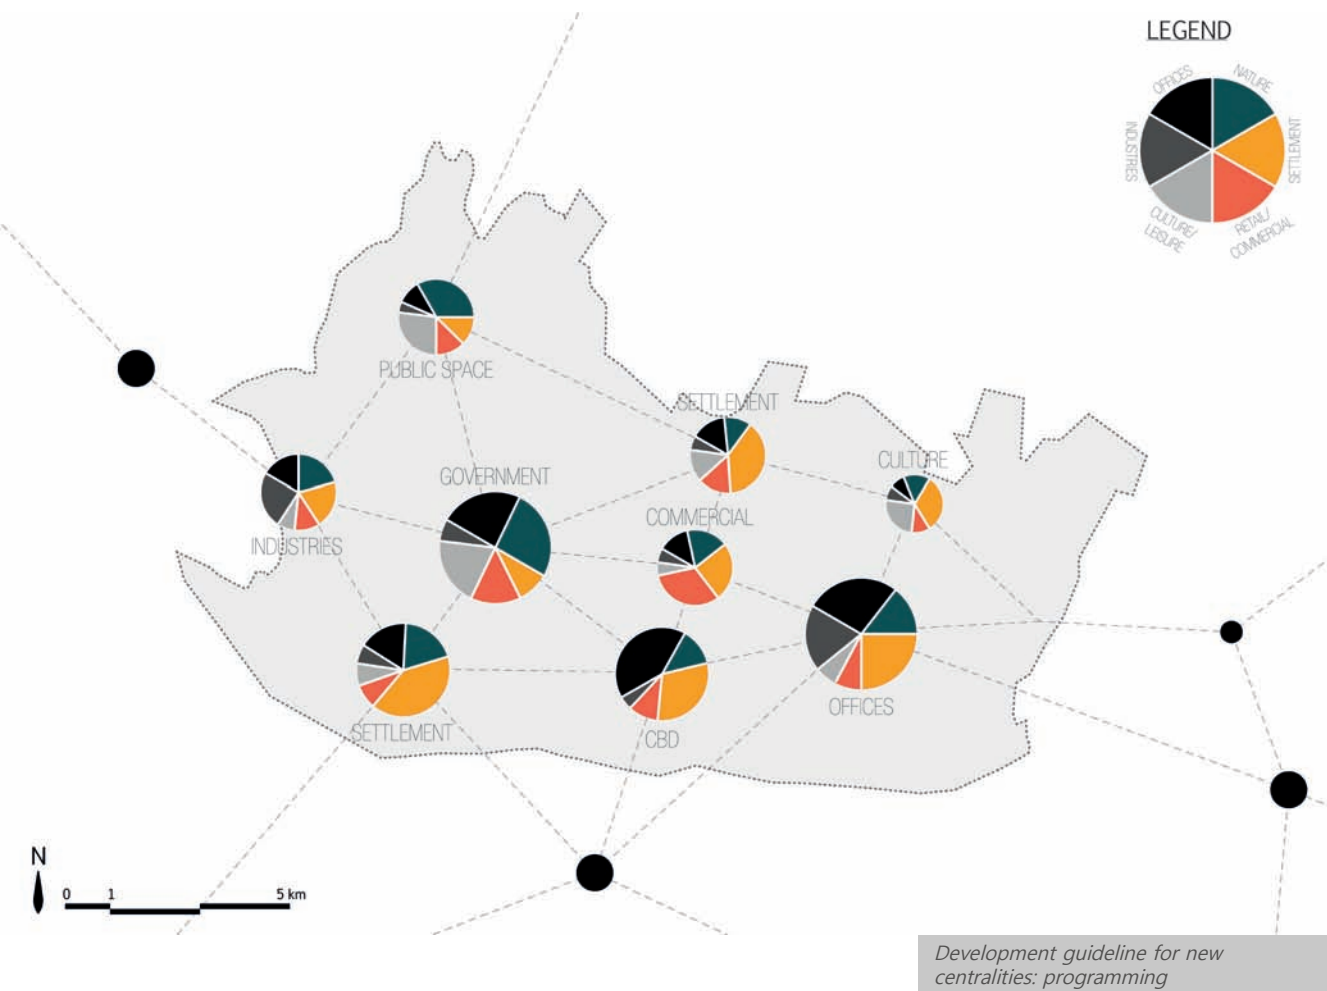 LEGEND
OFFICES
NATURE
INDUSTRIES
SETTLEMENT
CULTURE/
LEISURE
RETAIL/
COMMERCIAL
PUBLIC SPACE
SETTLEMENT
CULTURE
GOVERNMENT
COMMERCIAL
INDUSTRIES
OFFICES
SETTLEMENT
CBD
N
0 1 5 km
Development guideline for new
centralities: programming